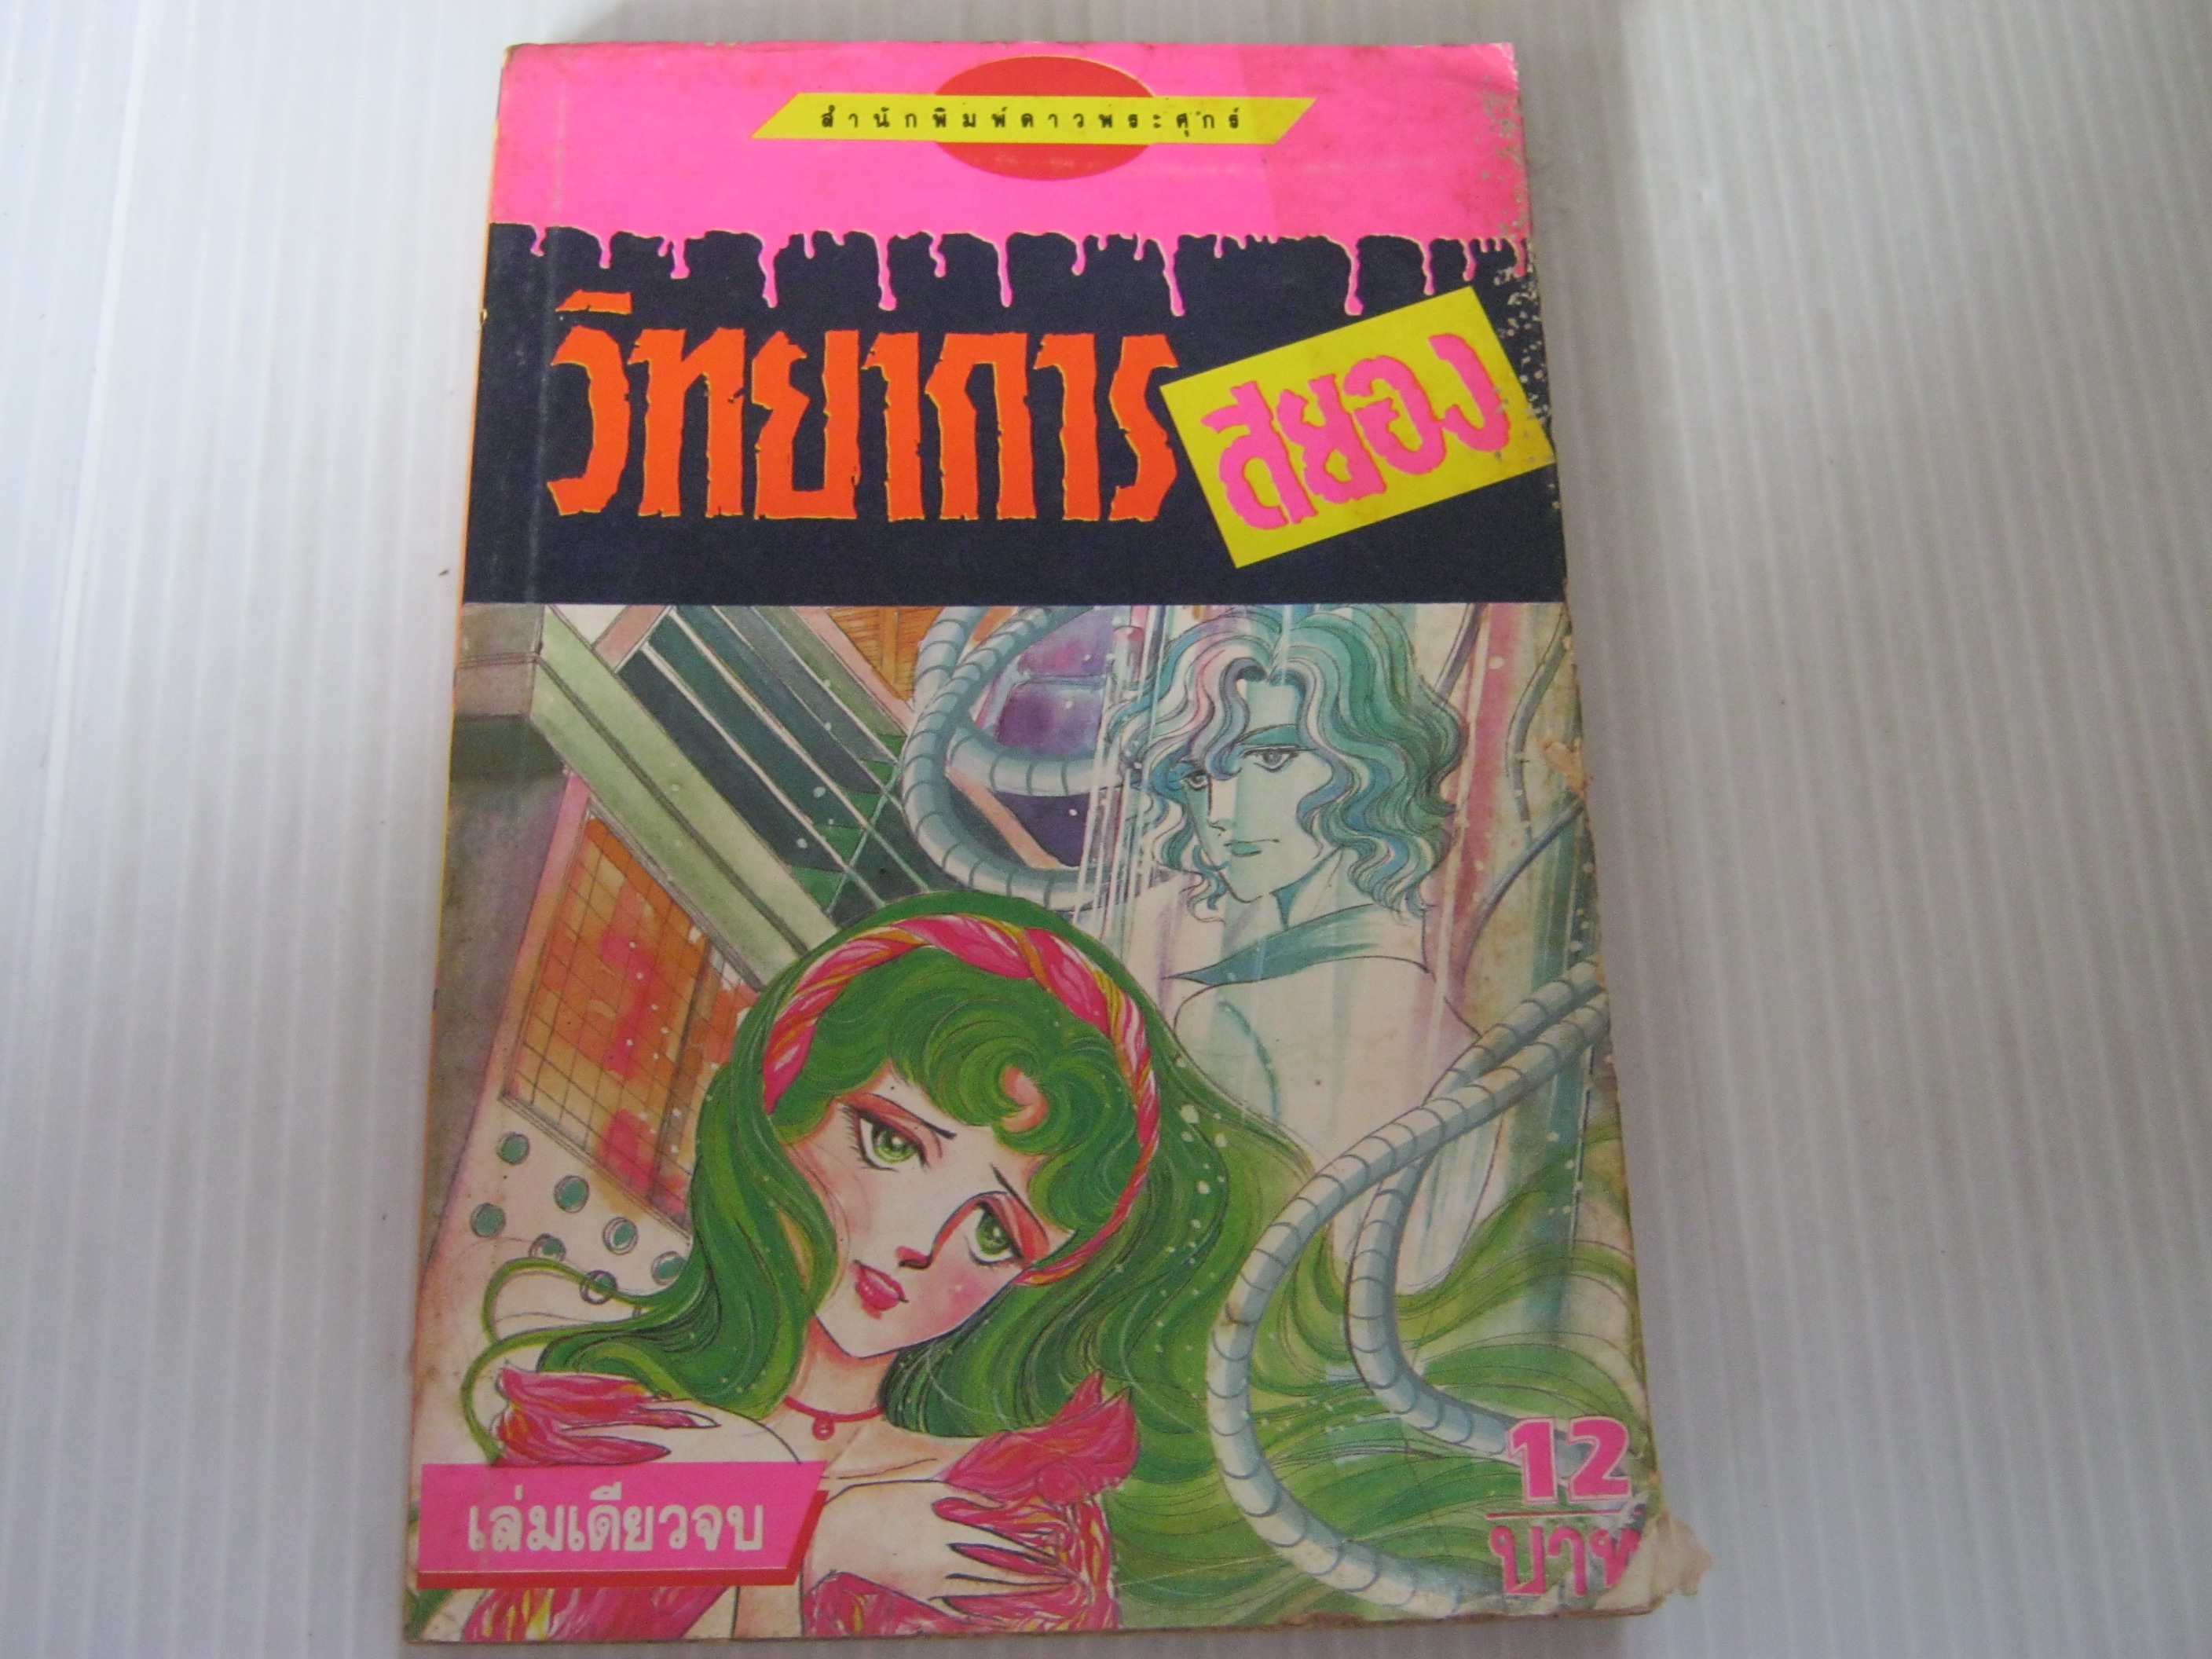 สำนักพิมพ์ดาวพระศุกร์
วิทยาการ
สยอง
เล่มเดียวจบ
12
บาท